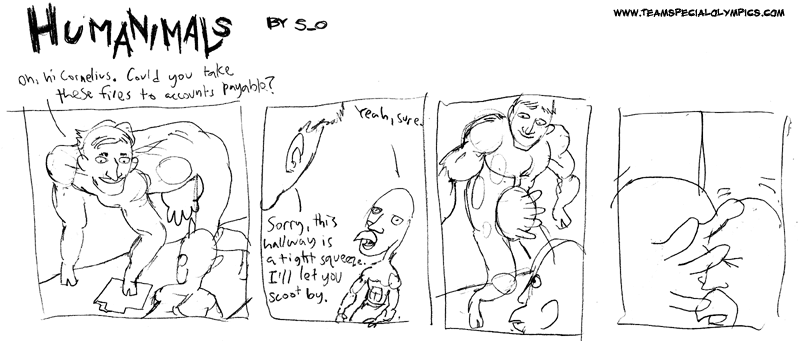 HUMANIMALS
BY S_O
WWW.TEAMSPECIALOLYMPICS.COM
Oh, hi Cornelius. Could you take
these files to accounts payable?
Yeah, sure.
Sorry, this
hallway is
a tight squeeze.
I'll let you
scoot by.